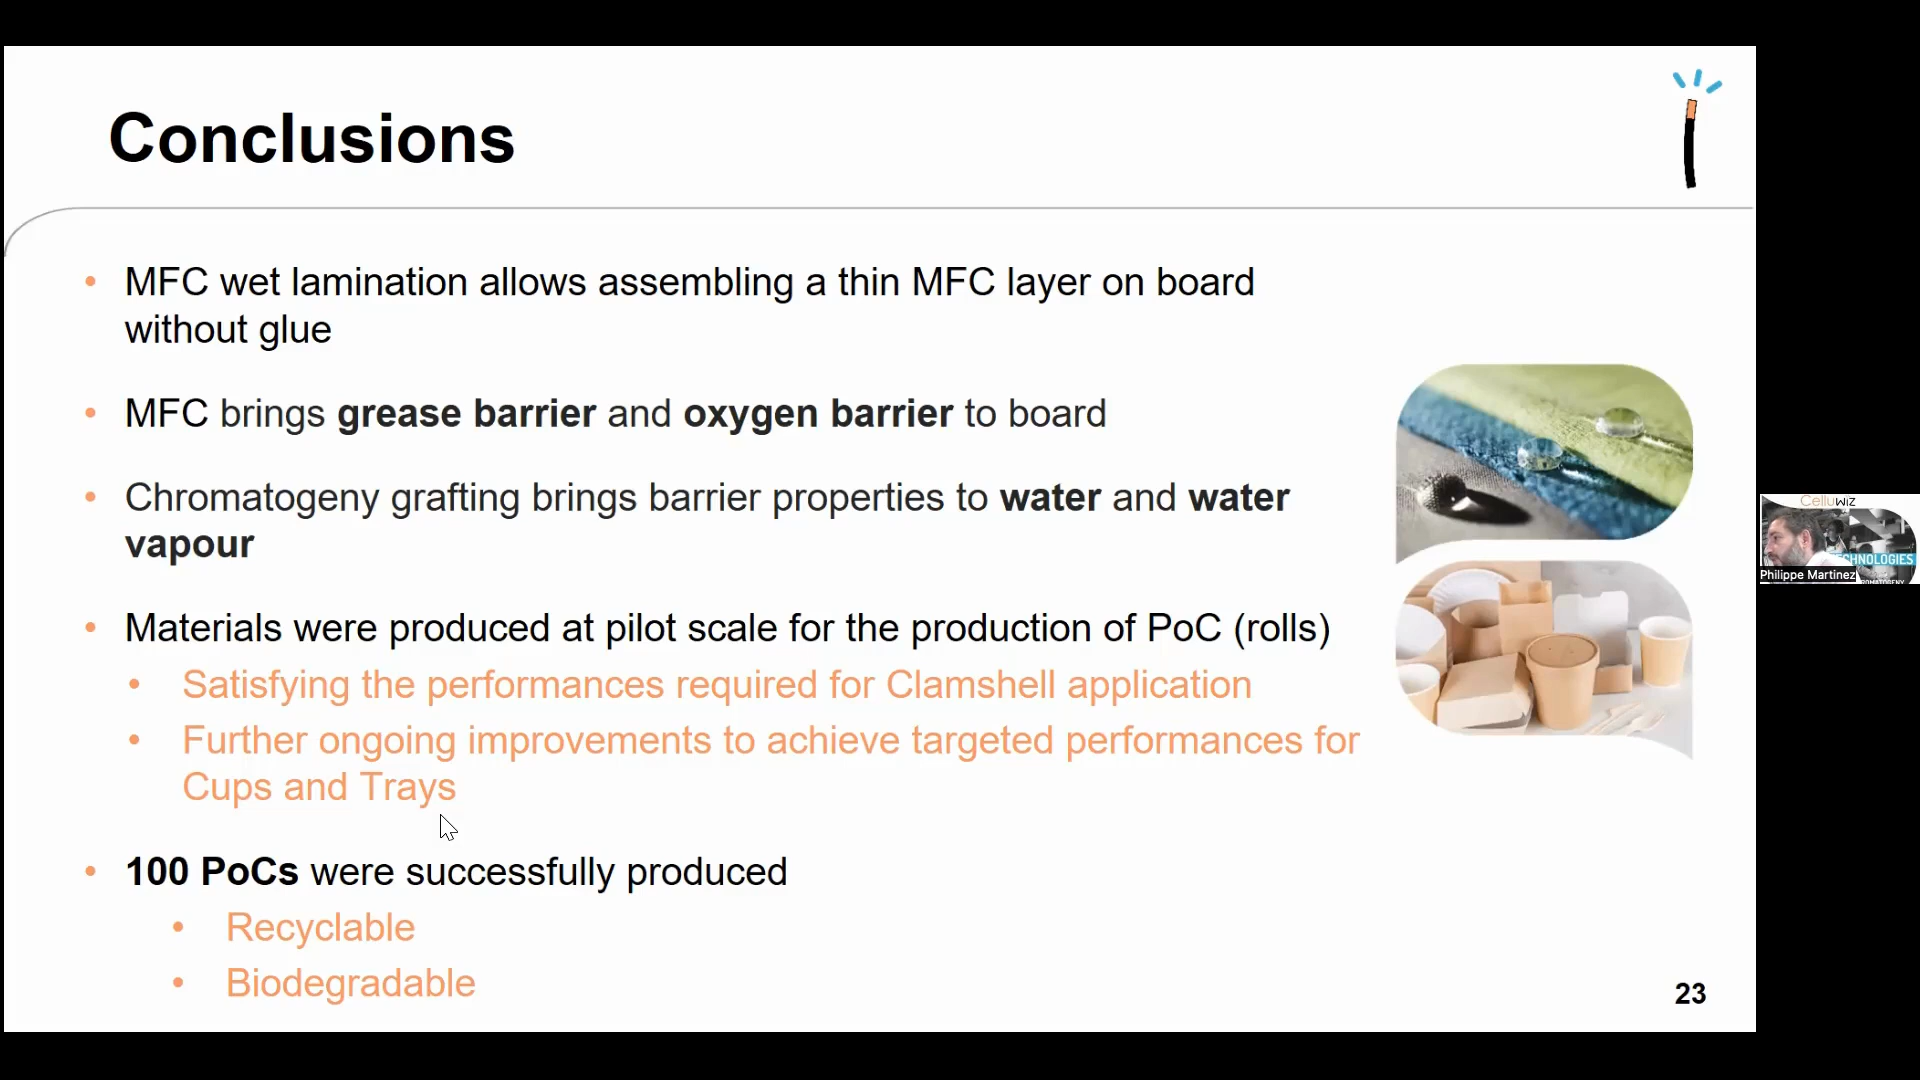 Conclusions
• MFC wet lamination allows assembling a thin MFC layer on board
without glue
• MFC brings grease barrier and oxygen barrier to board
• Chromatogeny grafting brings barrier properties to water and water
vapour
• Materials were produced at pilot scale for the production of PoC (rolls)
• Satisfying the performances required for Clamshell application
• Further ongoing improvements to achieve targeted performances for
Cups and Trays
• 100 PoCs were successfully produced
• Recyclable
• Biodegradable
23
Celluwiz
CHNOLOGIES
Philippe Martinez